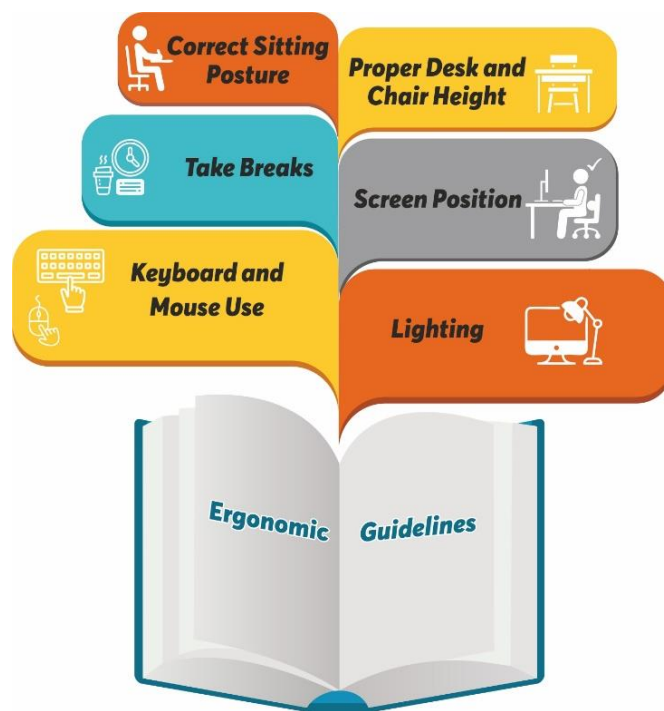 Correct Sitting
Posture
Proper Desk and
Chair Height
Take Breaks
Screen Position
Keyboard and
Mouse Use
Lighting
Ergonomic Guidelines